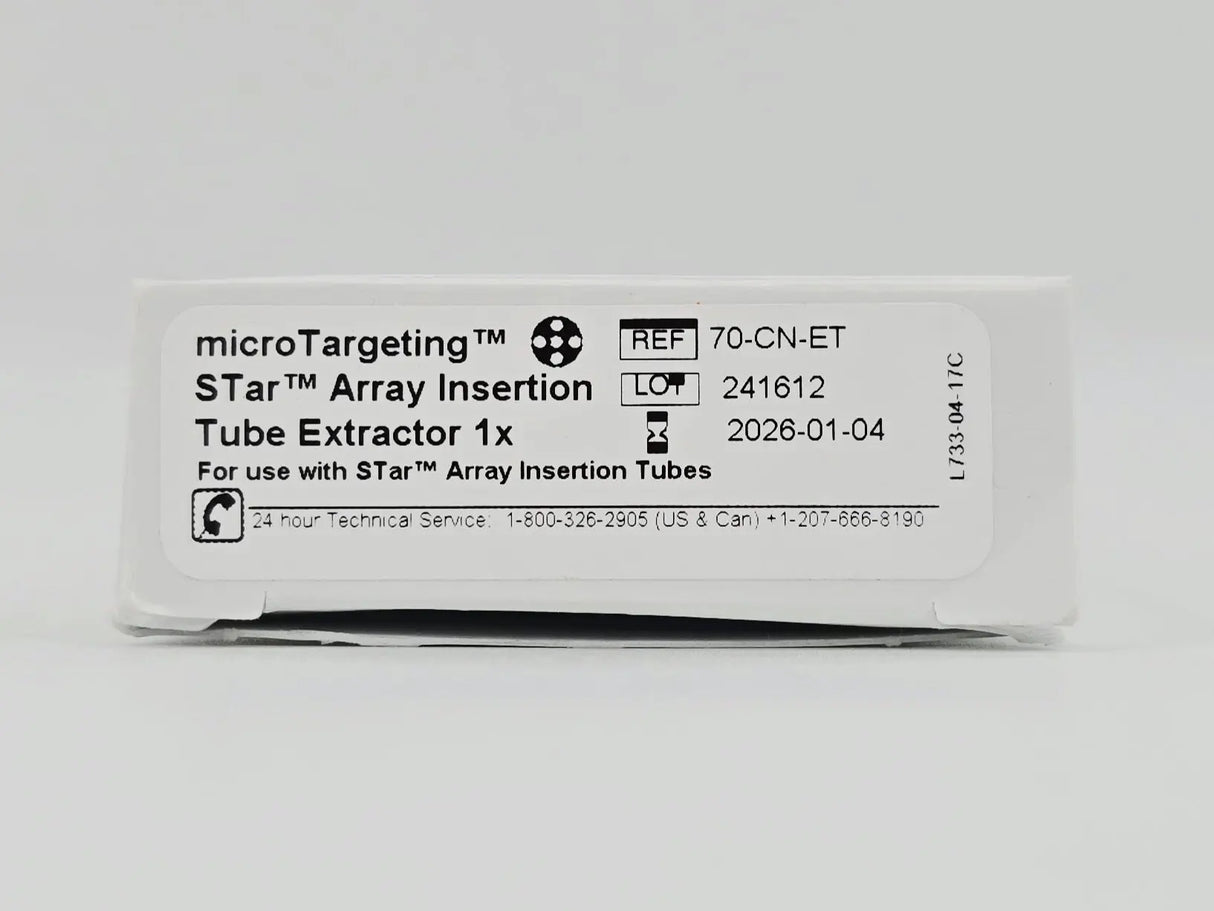 microTargeting™
STar™ Array Insertion
Tube Extractor 1x
For use with STar™ Array Insertion Tubes
REF 70-CN-ET
LOT 241612
2026-01-04
24 hour Technical Service: 1-800-326-2905 (US & Can) +1-207-666-8190
L733-04-17C